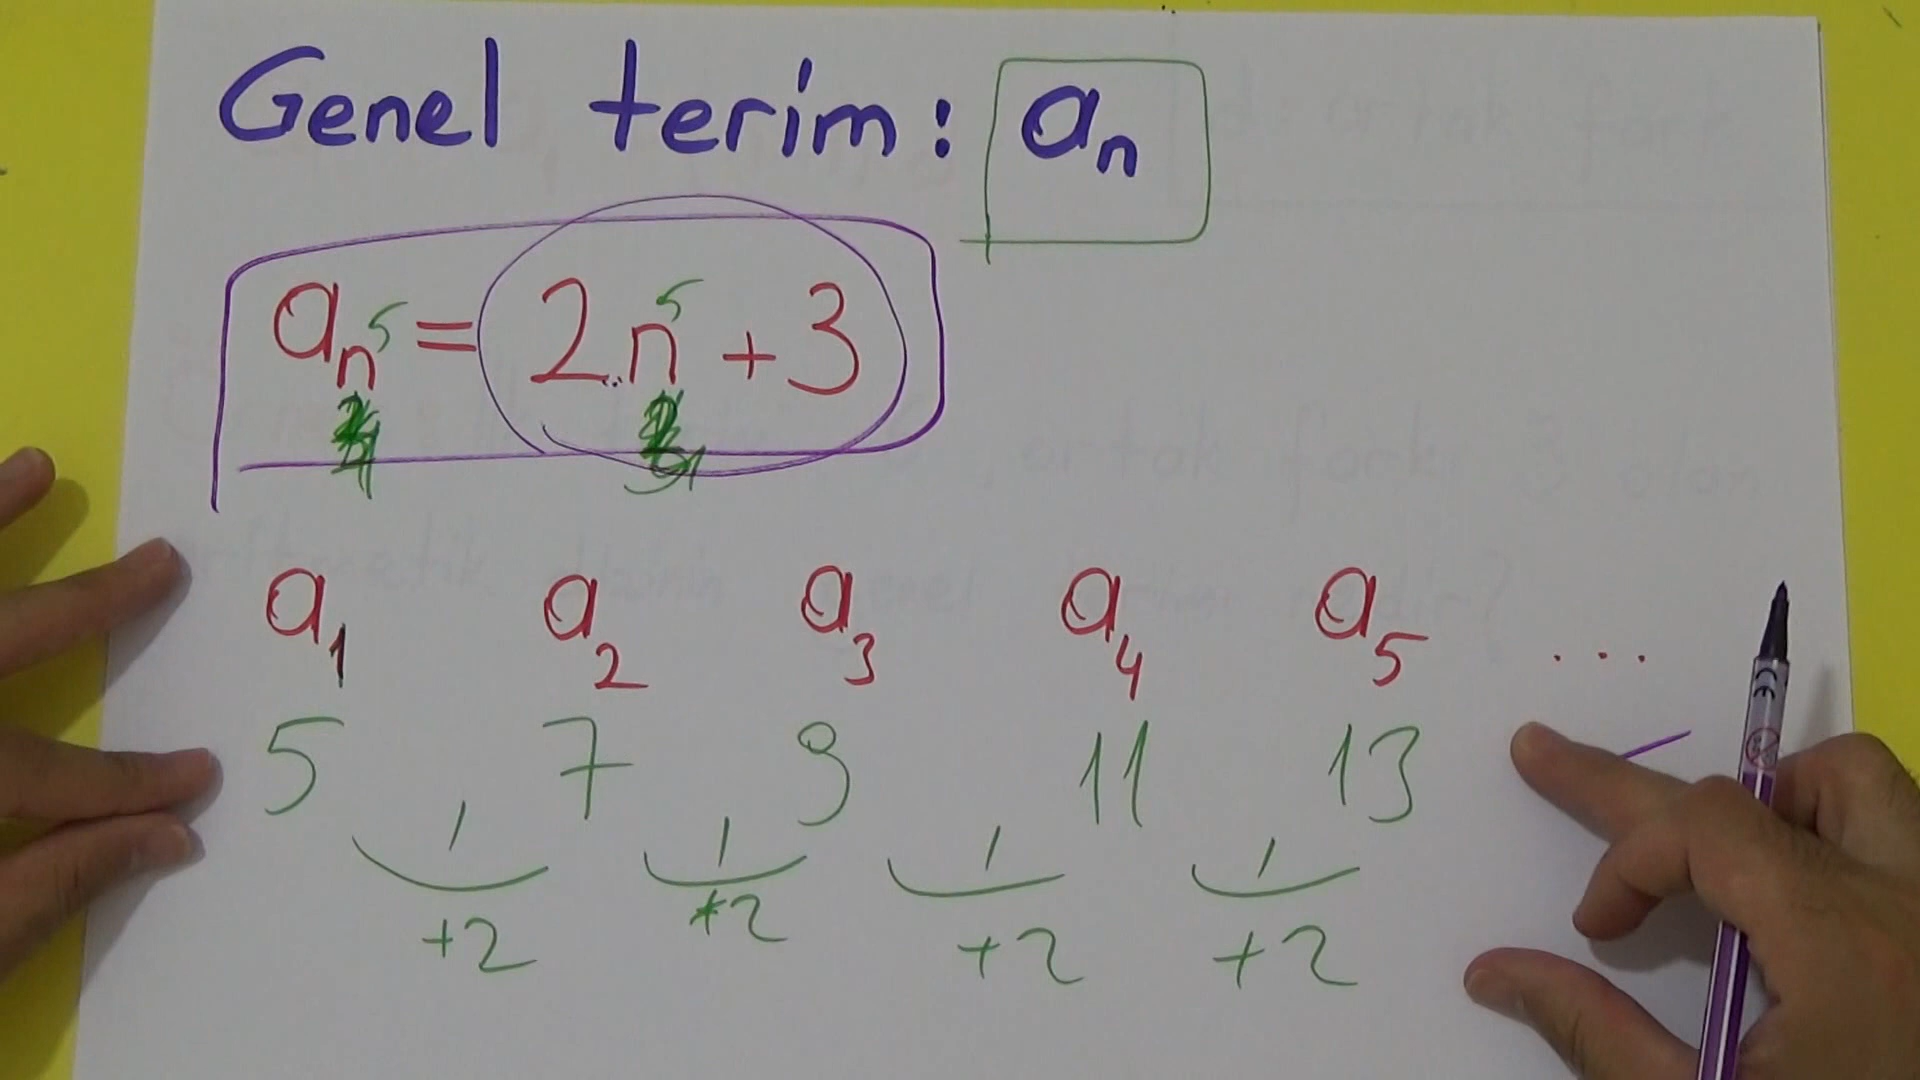 Genel terim: aₙ
aₙ = 2.n + 3
a₁ a₂ a₃ a₄ a₅ ...
5 7 9 11 13
+2 +2 +2 +2